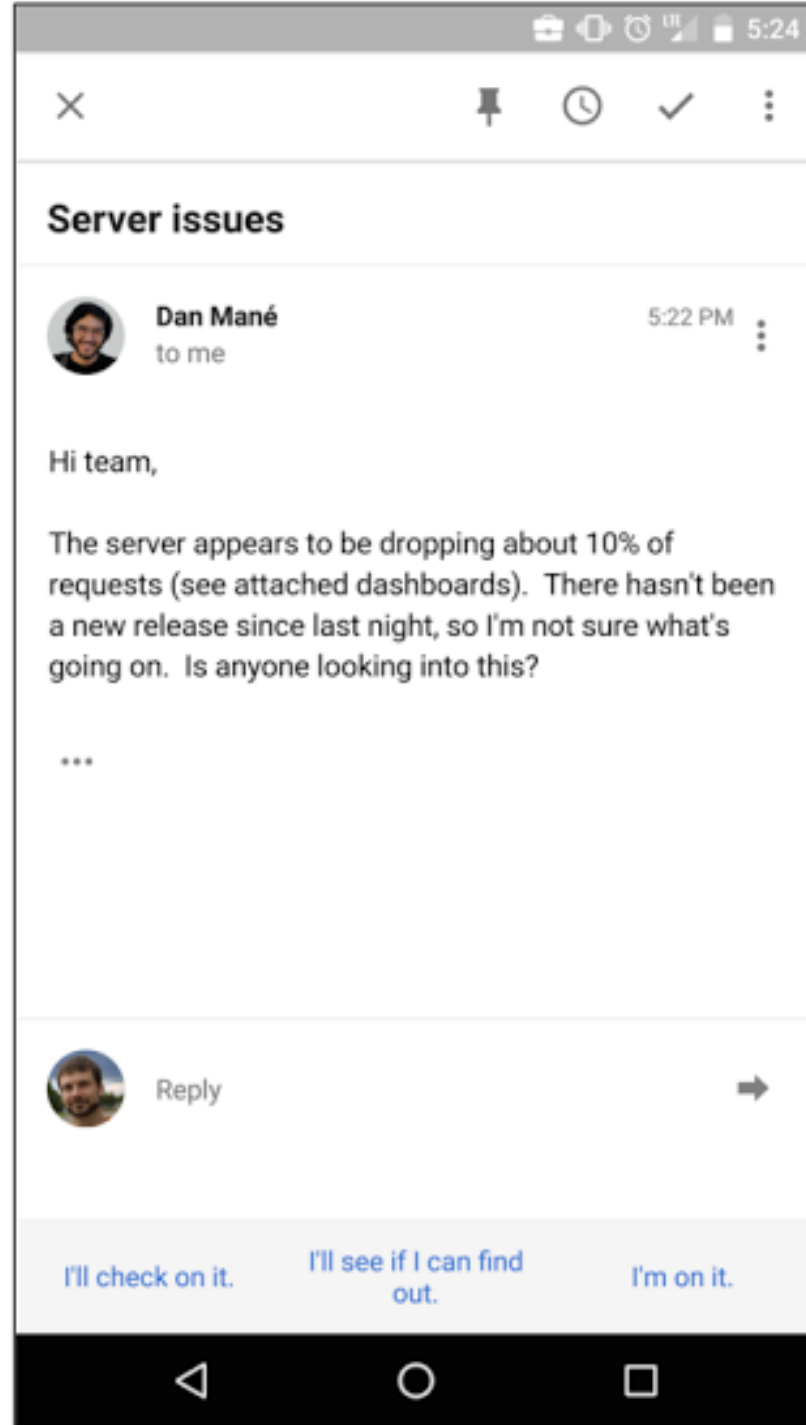 LTE 5:24
Server issues
Dan Mané 5:22 PM
to me
Hi team,
The server appears to be dropping about 10% of
requests (see attached dashboards).  There hasn't been
a new release since last night, so I'm not sure what's
going on.  Is anyone looking into this?
Reply
I'll check on it.
I'll see if I can find
out.
I'm on it.